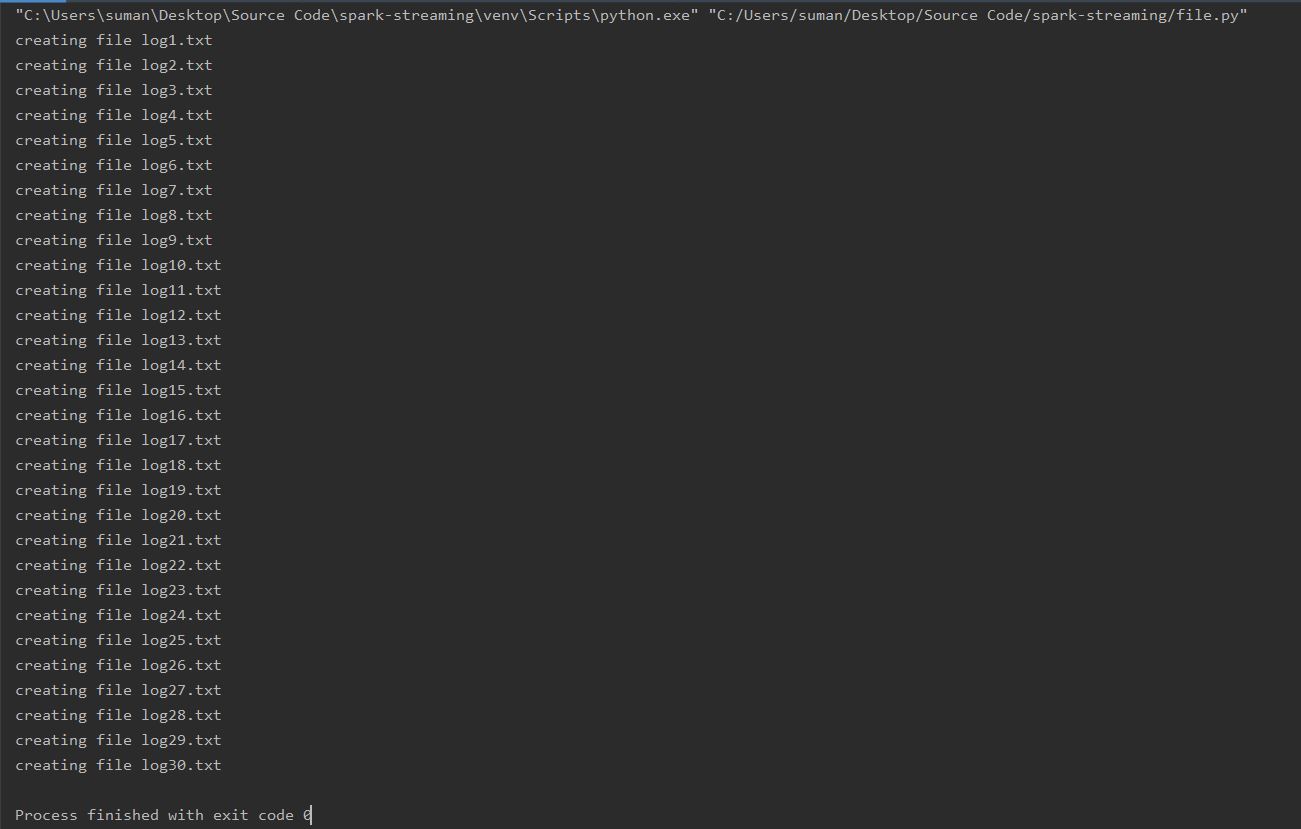 "C:\Users\suman\Desktop\Source Code\spark-streaming\venv\Scripts\python.exe" "C:/Users/suman/Desktop/Source Code/spark-streaming/file.py"
creating file log1.txt
creating file log2.txt
creating file log3.txt
creating file log4.txt
creating file log5.txt
creating file log6.txt
creating file log7.txt
creating file log8.txt
creating file log9.txt
creating file log10.txt
creating file log11.txt
creating file log12.txt
creating file log13.txt
creating file log14.txt
creating file log15.txt
creating file log16.txt
creating file log17.txt
creating file log18.txt
creating file log19.txt
creating file log20.txt
creating file log21.txt
creating file log22.txt
creating file log23.txt
creating file log24.txt
creating file log25.txt
creating file log26.txt
creating file log27.txt
creating file log28.txt
creating file log29.txt
creating file log30.txt
Process finished with exit code 0